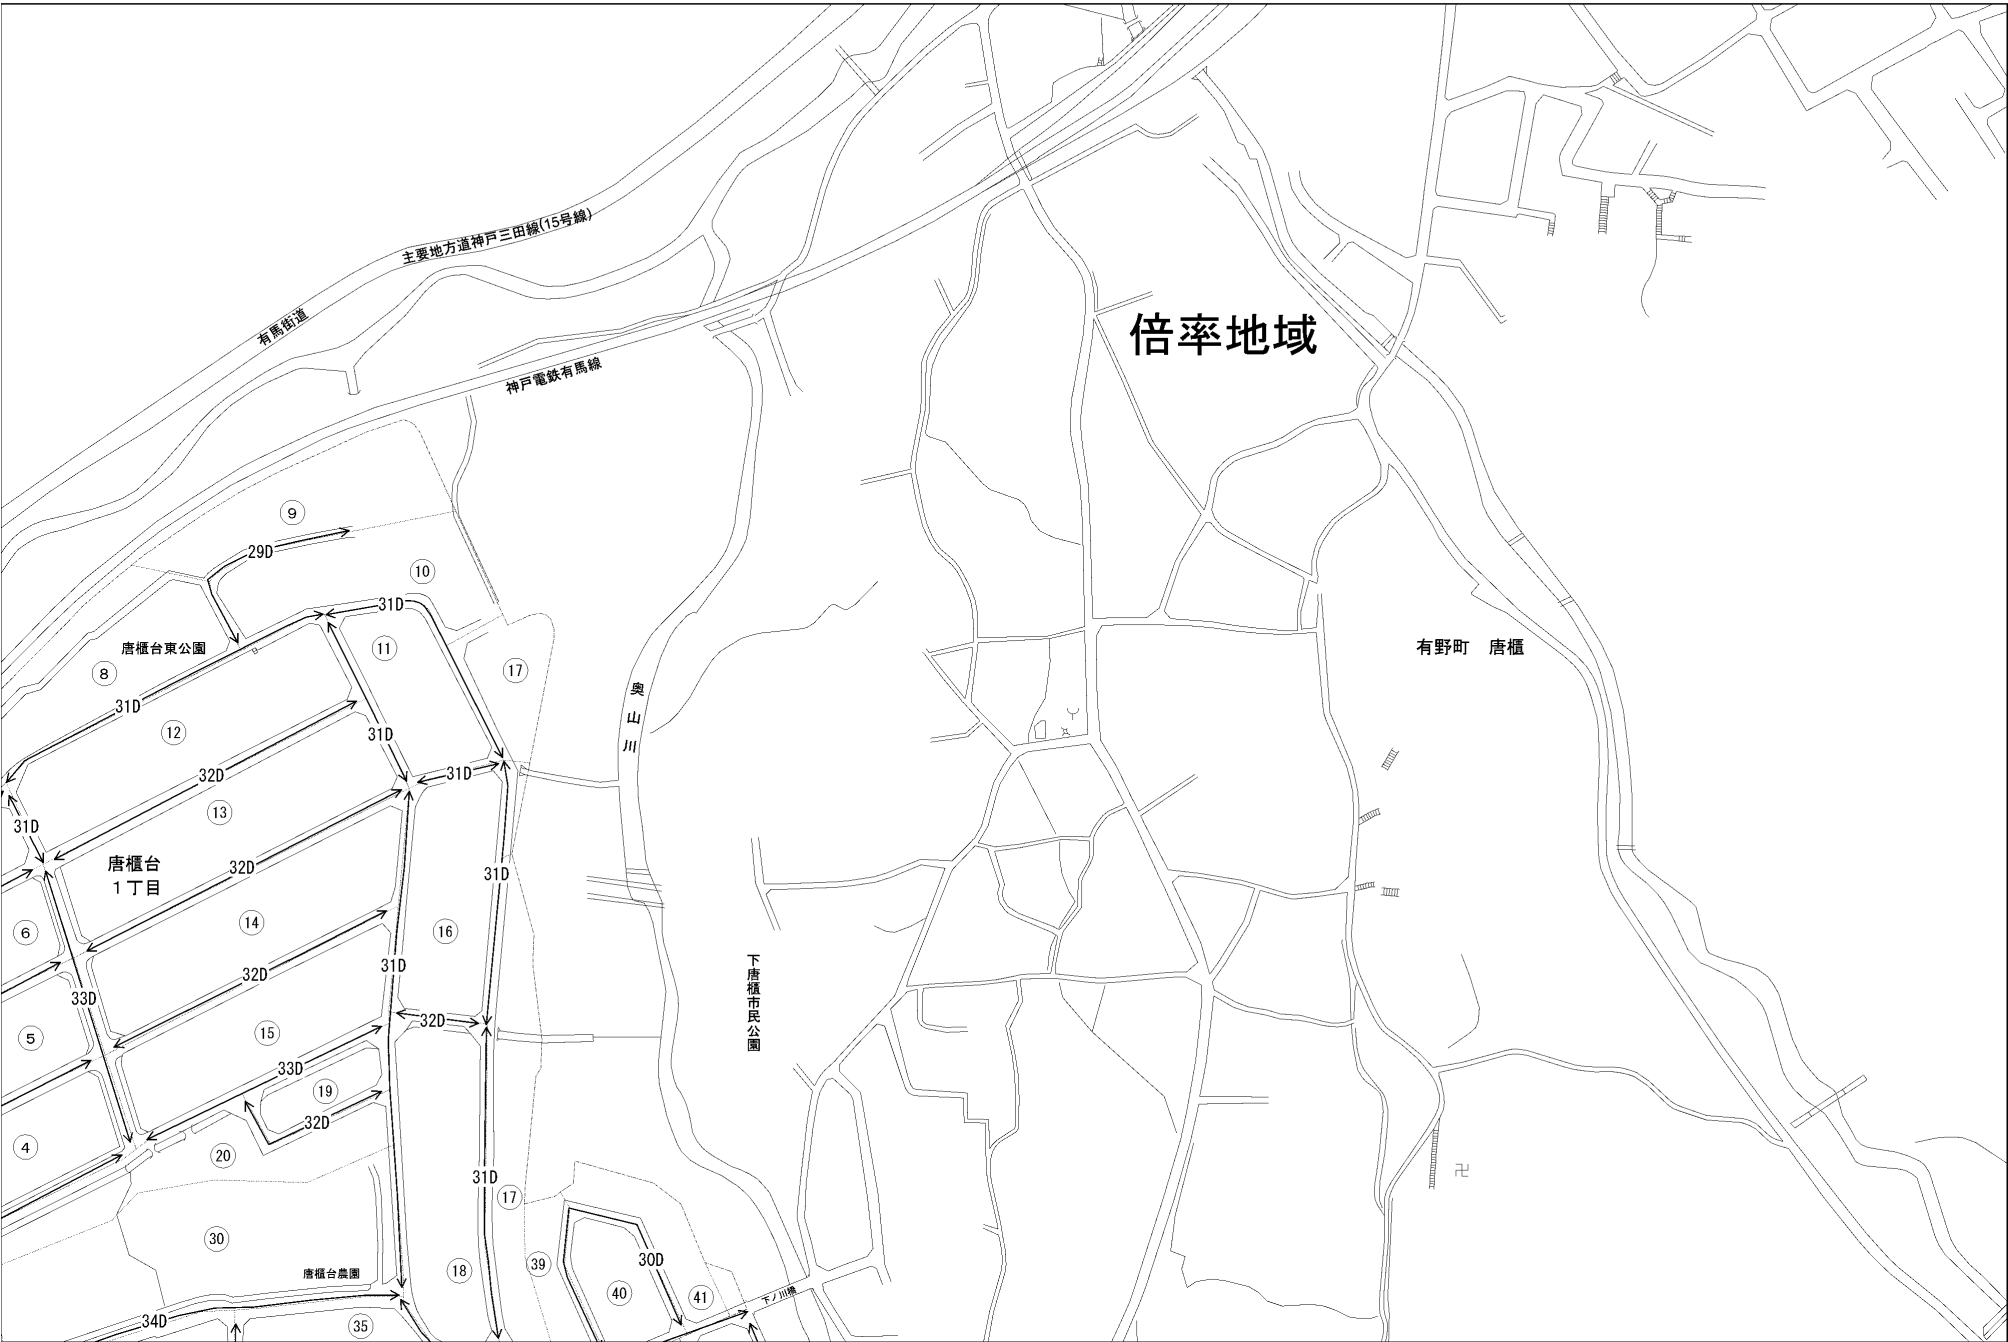 主要地方道神戸三田線(15号線)
有馬街道
神戸電鉄有馬線
倍率地域
9
29D
10
31D
唐櫃台東公園
11
8
17
有野町 唐櫃
奥山川
31D
12
31D
32D
31D
13
31D
唐櫃台
1丁目
32D
31D
14
16
6
32D
31D
33D
下唐櫃市民公園
32D
15
5
33D
19
32D
4
20
31D
17
30
唐櫃台農園
18
39
30D
40
41
下ノ川橋
34D
35